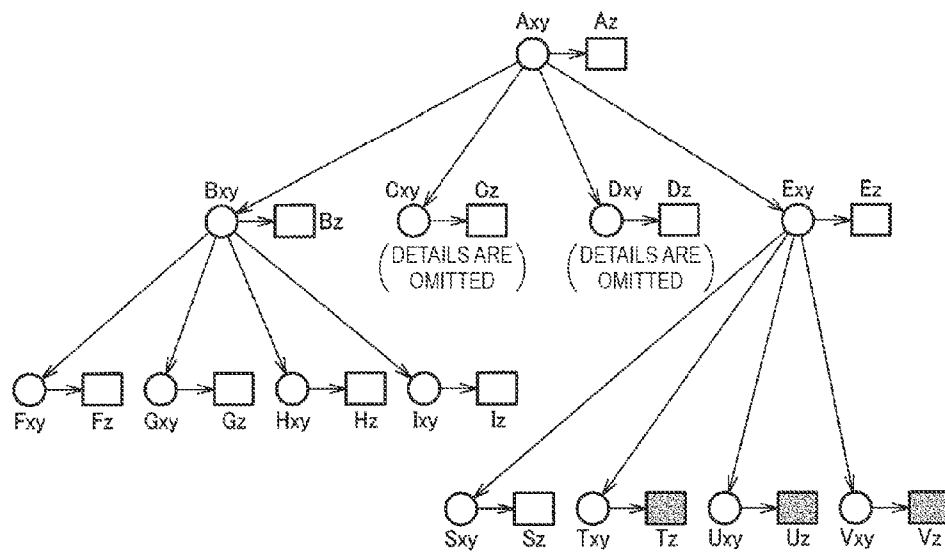 Axy Az
Bxy Bz
Cxy Cz
(DETAILS ARE
OMITTED)
Dxy Dz
(DETAILS ARE
OMITTED)
Exy Ez
Fxy Fz Gxy Gz Hxy Hz Ixy Iz
Sxy Sz Txy Tz Uxy Uz Vxy Vz